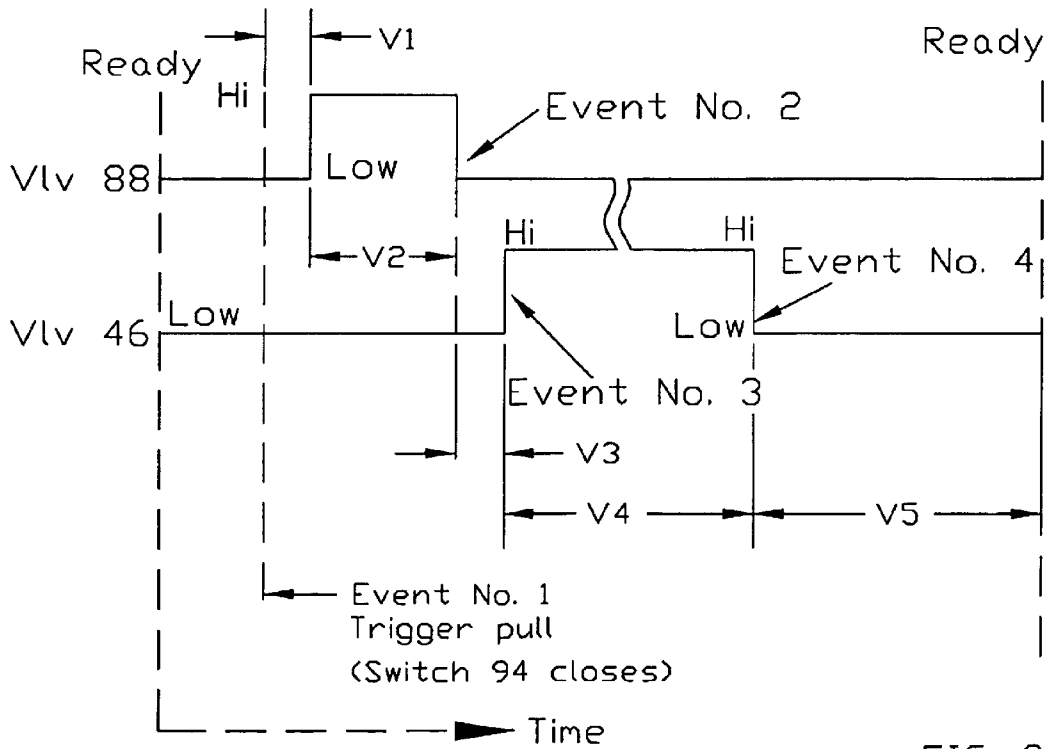 V1
Ready
Ready
Hi
Event No. 2
Vlv 88
Low
Hi
Hi
V2
Event No. 4
Low
Low
Vlv 46
Event No. 3
V3
V4
V5
Event No. 1
Trigger pull
(Switch 94 closes)
Time